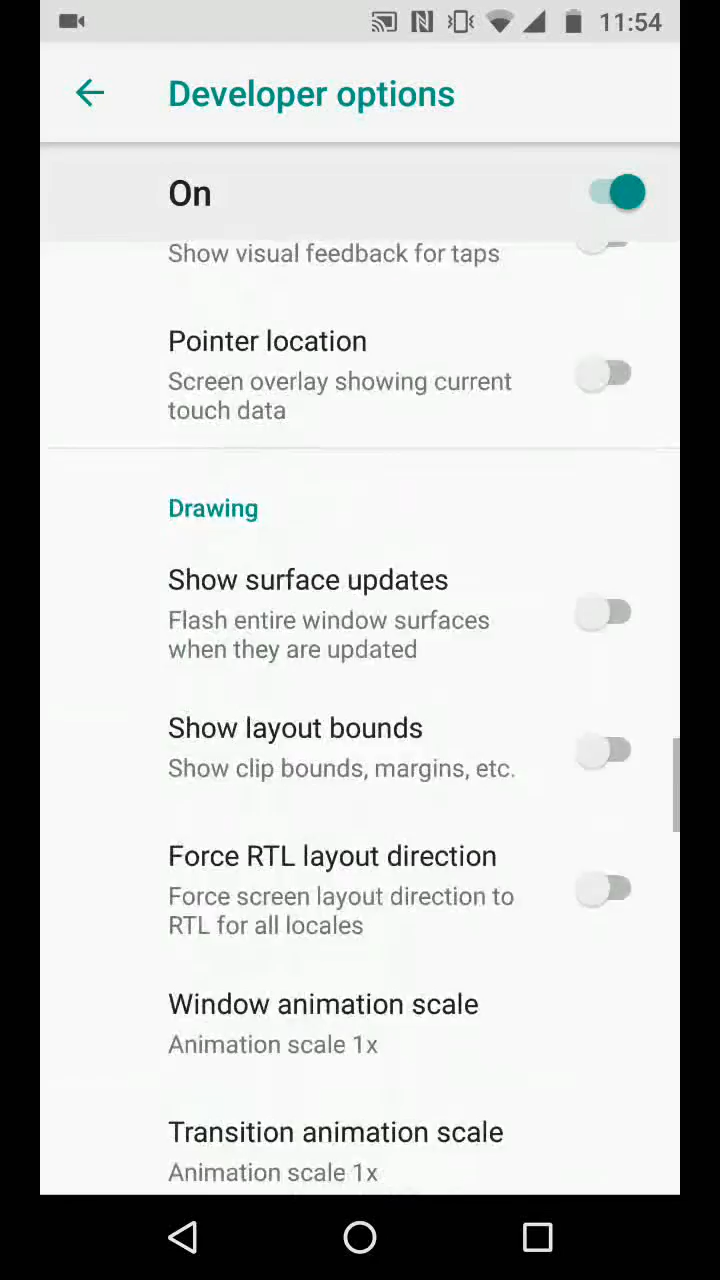 11:54
Developer options
On
Show visual feedback for taps
Pointer location
Screen overlay showing current
touch data
Drawing
Show surface updates
Flash entire window surfaces
when they are updated
Show layout bounds
Show clip bounds, margins, etc.
Force RTL layout direction
Force screen layout direction to
RTL for all locales
Window animation scale
Animation scale 1x
Transition animation scale
Animation scale 1x